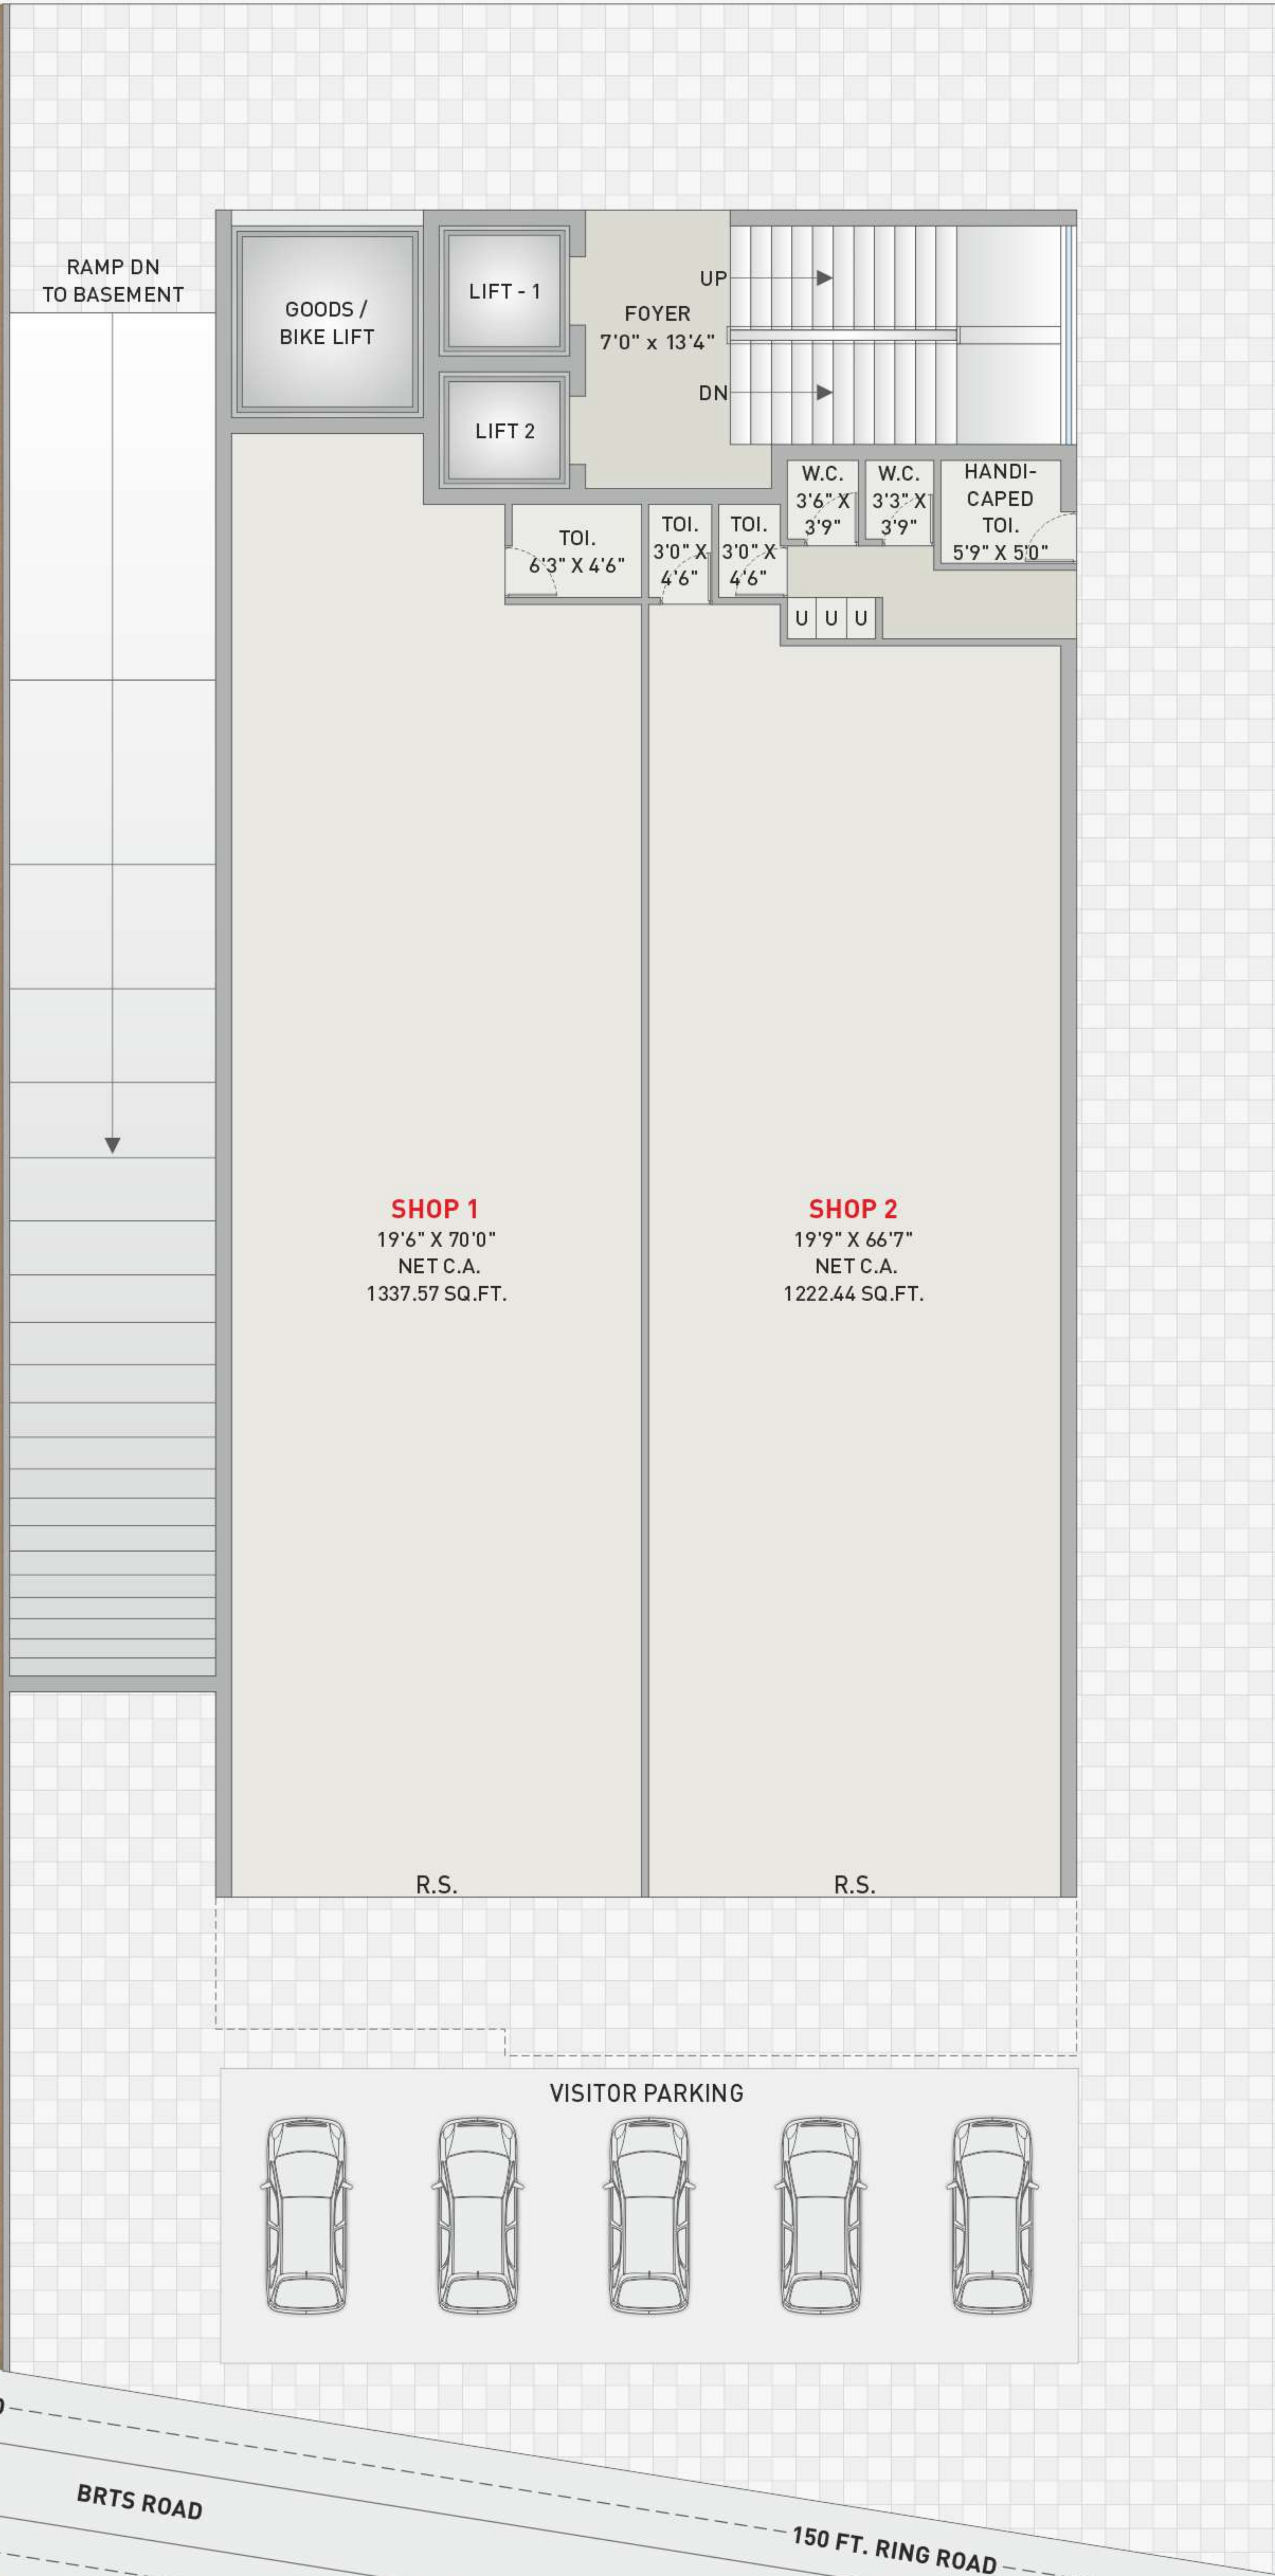 RAMP DN
TO BASEMENT
GOODS /
BIKE LIFT
LIFT - 1
LIFT 2
FOYER
7'0" x 13'4"
UP
DN
W.C.
3'6" X
3'9"
W.C.
3'3" X
3'9"
HANDI-
CAPED
TOI.
5'9" X 5'0"
TOI.
6'3" X 4'6"
TOI.
3'0" X
4'6"
TOI.
3'0" X
4'6"
U U U
SHOP 1
19'6" X 70'0"
NET C.A.
1337.57 SQ.FT.
SHOP 2
19'9" X 66'7"
NET C.A.
1222.44 SQ.FT.
R.S.
R.S.
VISITOR PARKING
BRTS ROAD
150 FT. RING ROAD